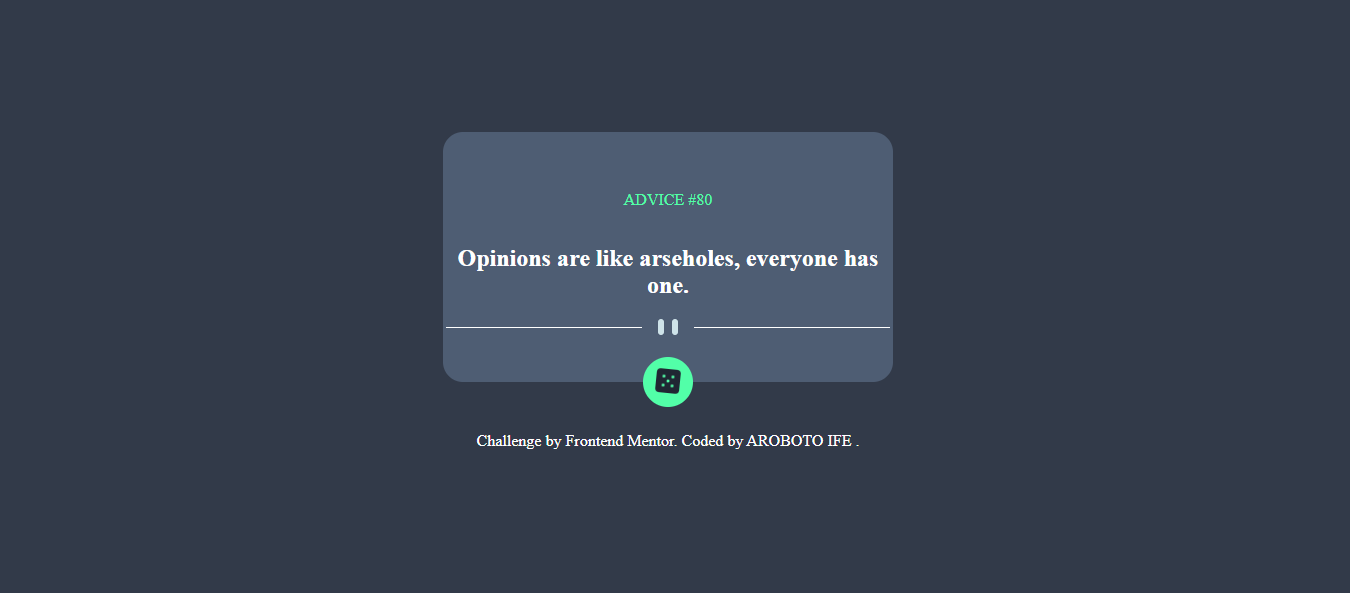 ADVICE #80
Opinions are like arseholes, everyone has
one.
Challenge by Frontend Mentor. Coded by AROBOTO IFE .